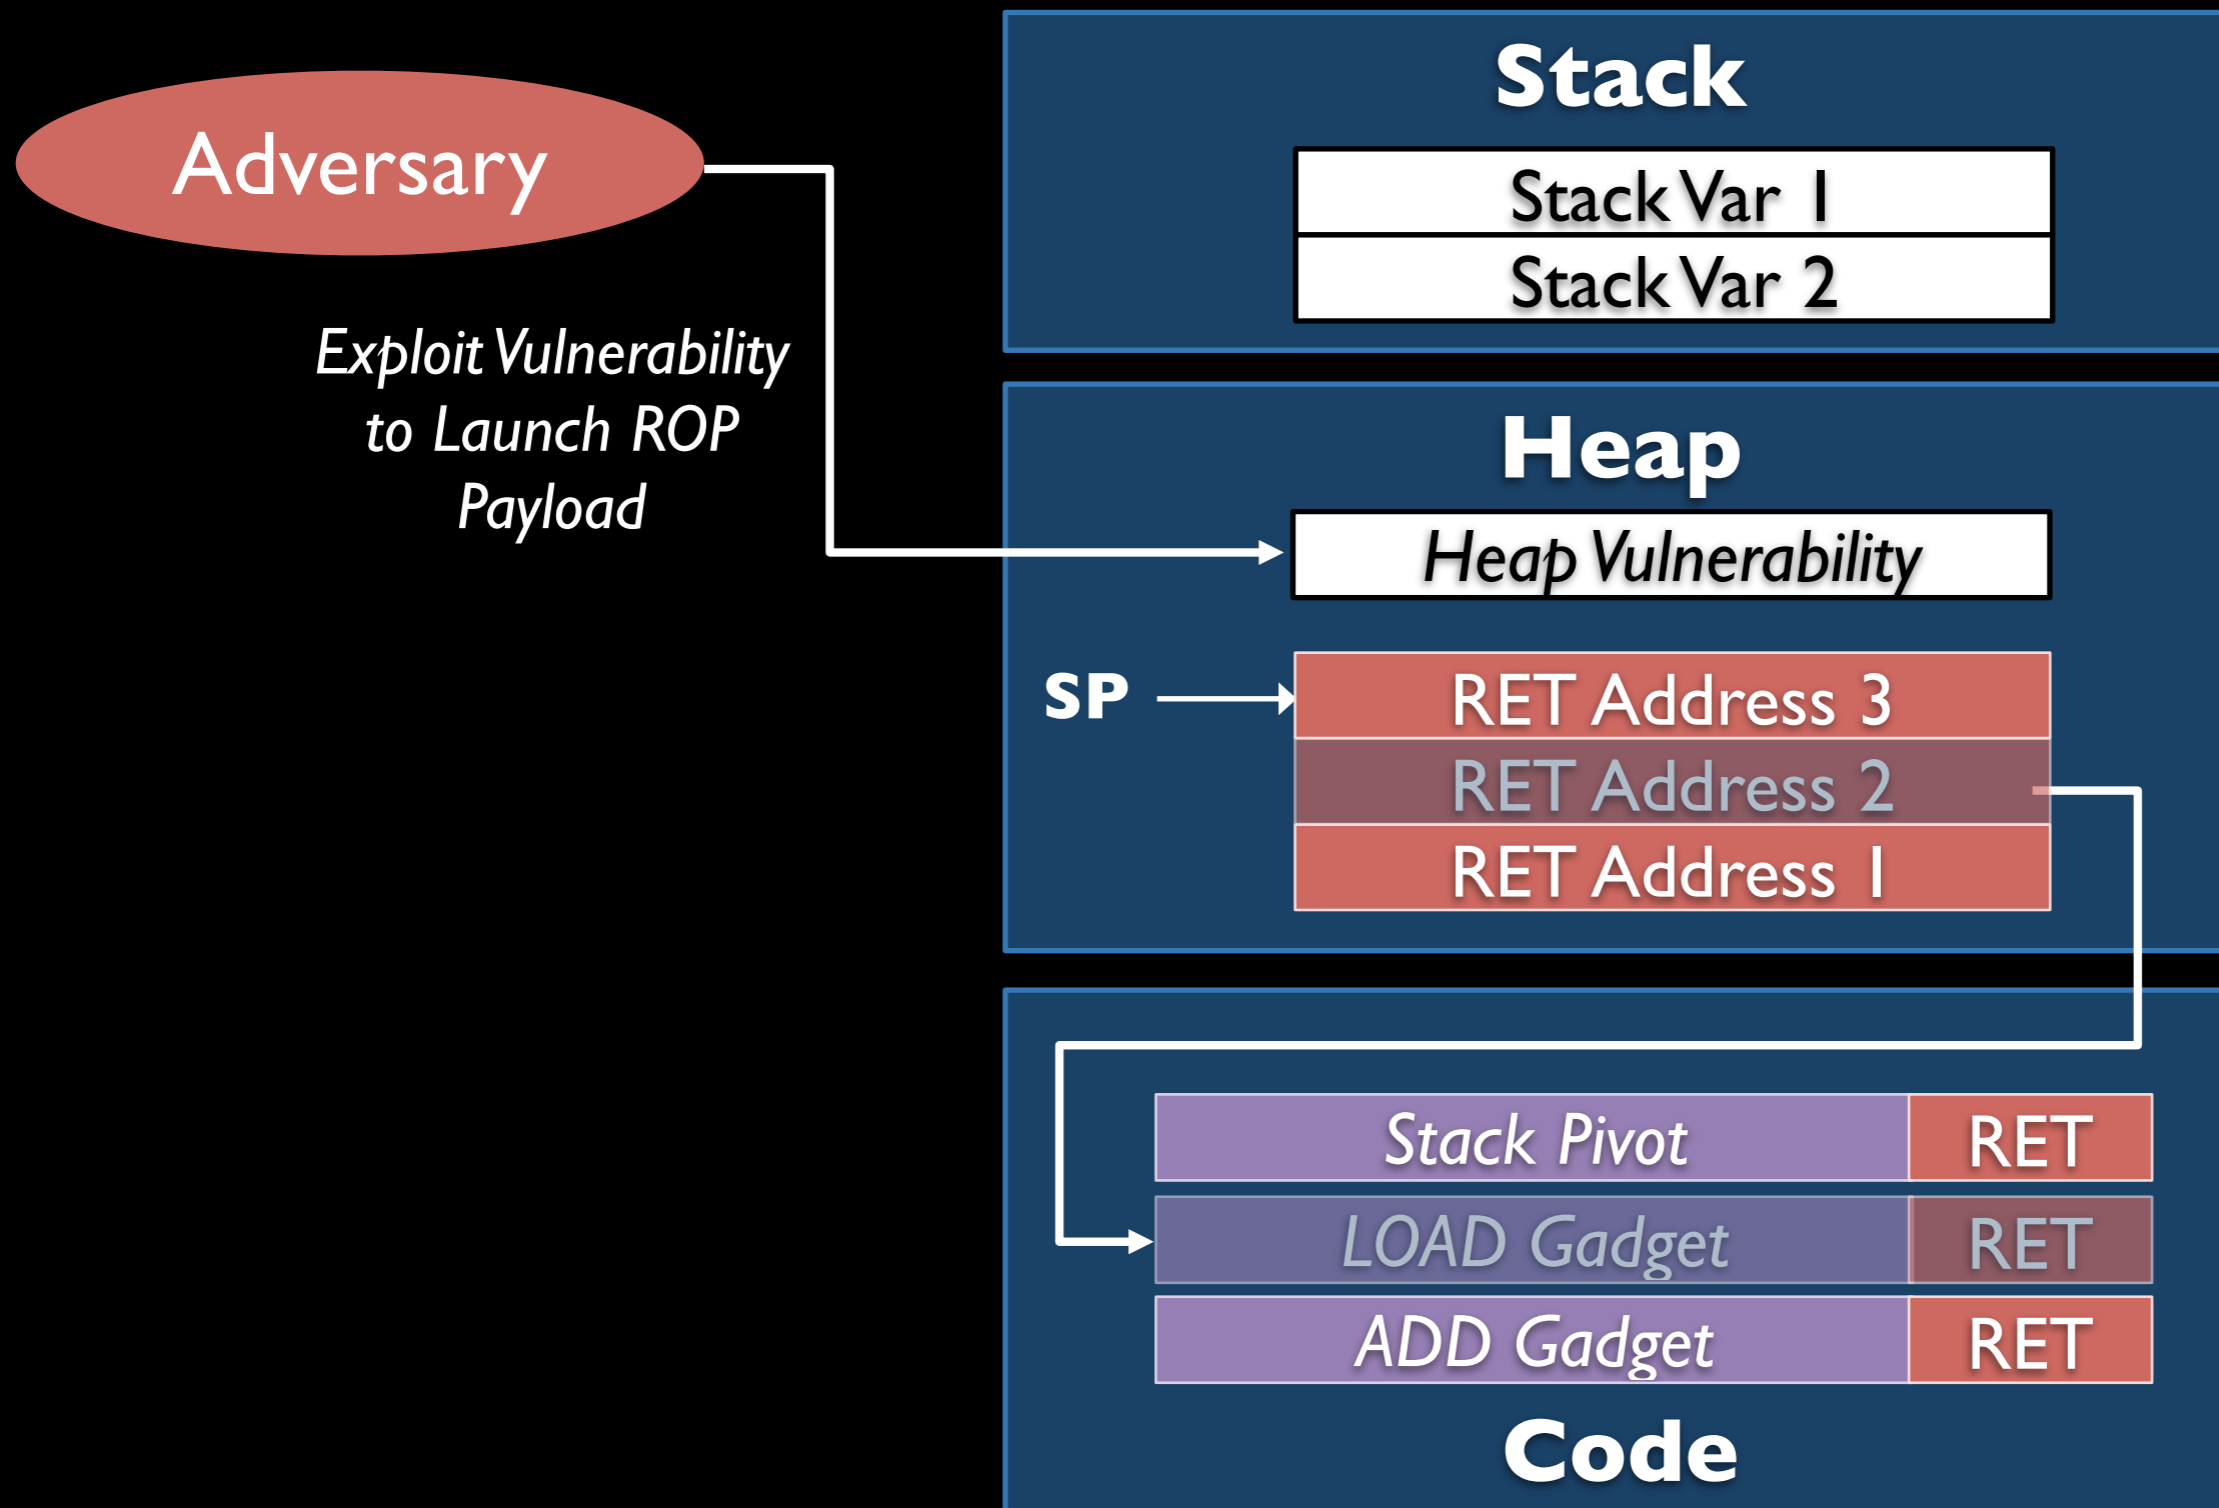 Adversary
Exploit Vulnerability
to Launch ROP
Payload
Stack
Stack Var 1
Stack Var 2
Heap
Heap Vulnerability
SP
RET Address 3
RET Address 2
RET Address 1
Stack Pivot RET
LOAD Gadget RET
ADD Gadget RET
Code